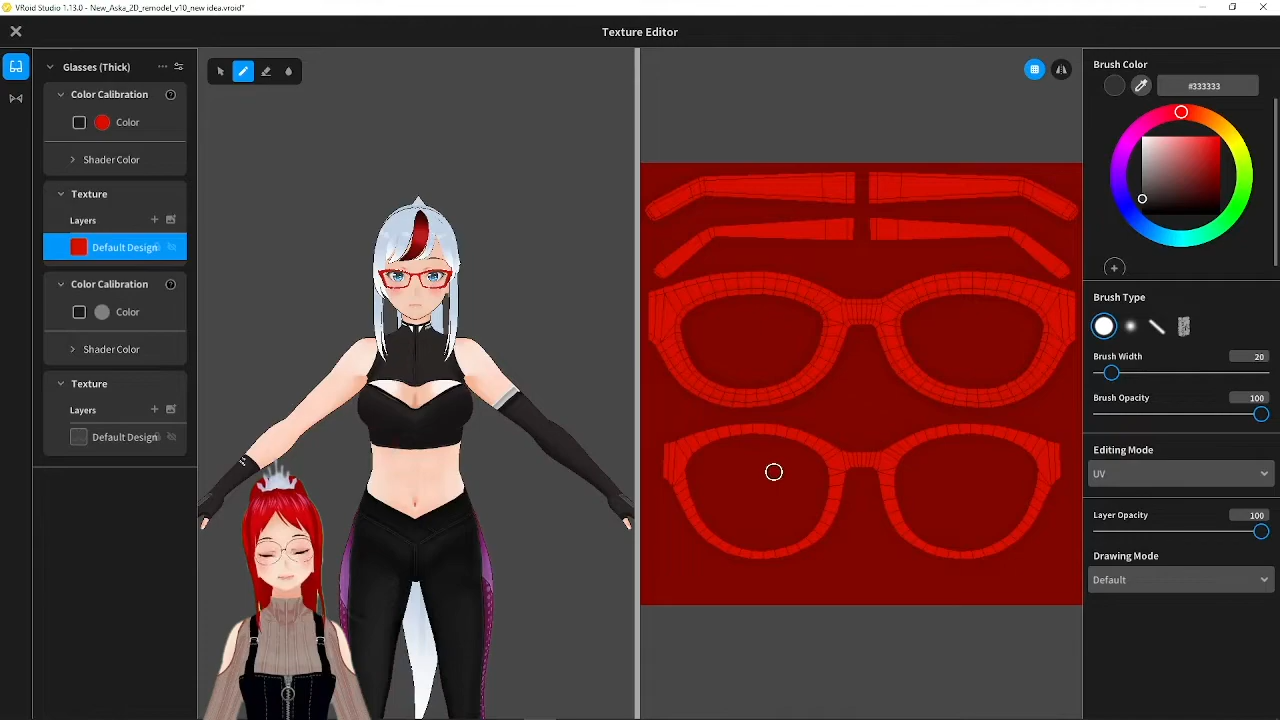 VRoid Studio 1.13.0 - New_Aska_2D_remodel_v10_new idea.vroid*
Texture Editor
Glasses (Thick)
Color Calibration
Color
Shader Color
Texture
Layers
Default Design
Color Calibration
Color
Shader Color
Texture
Layers
Default Design
Brush Color
#333333
Brush Type
Brush Width 20
Brush Opacity 100
Editing Mode
UV
Layer Opacity 100
Drawing Mode
Default